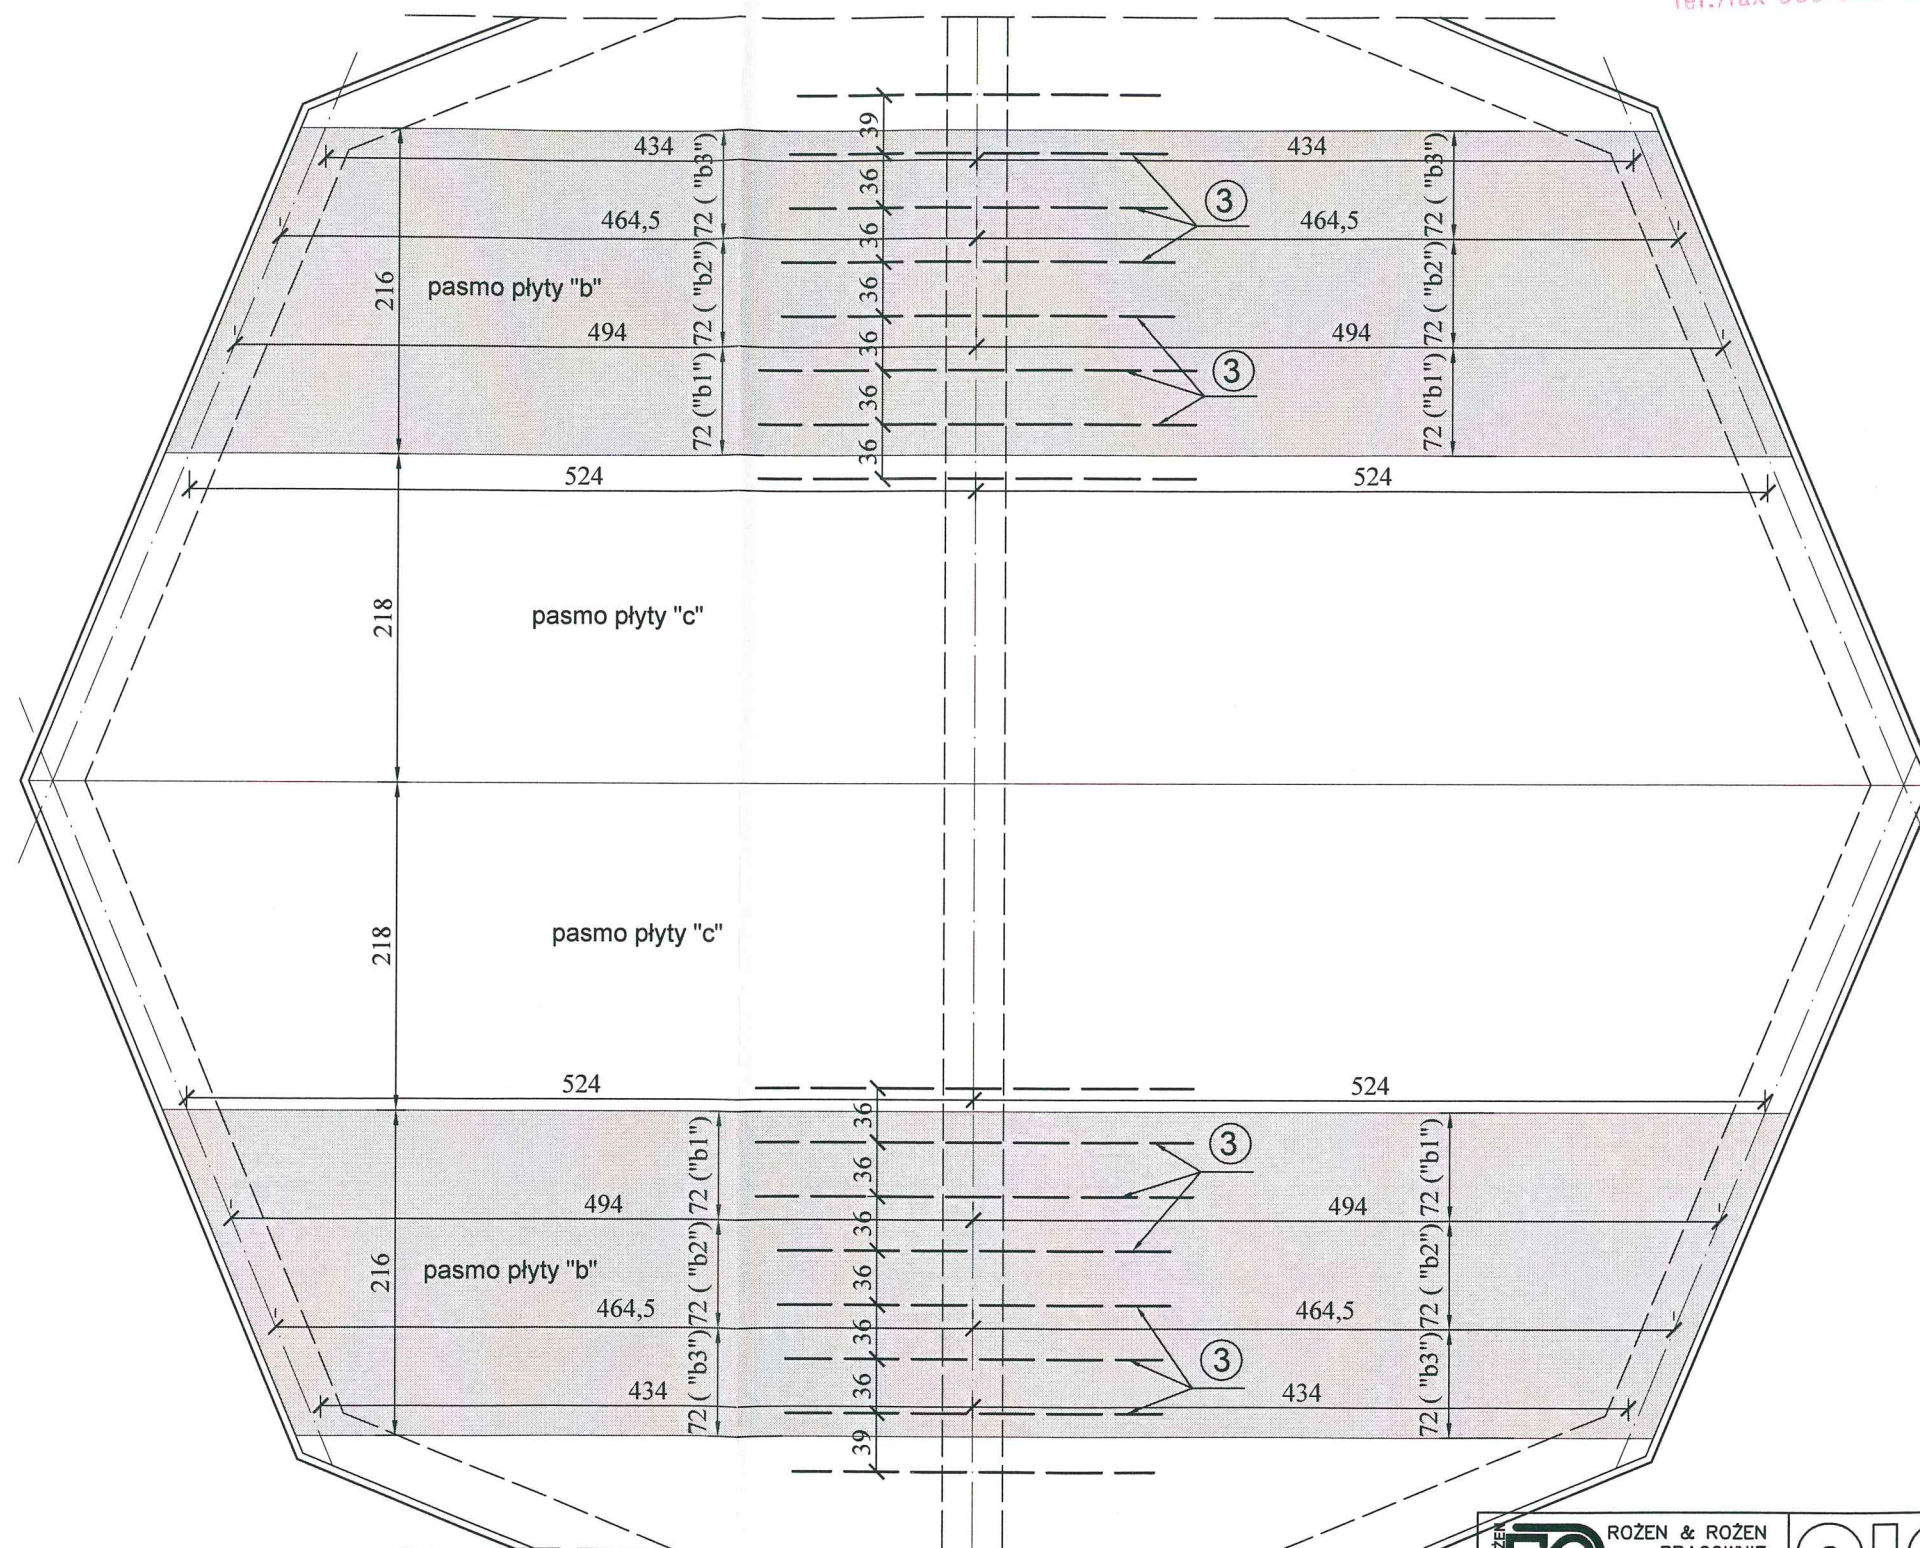 39
434
72 ( "b3")
36
3
434
72 ( "b3")
464,5
36
464,5
216
pasmo płyty "b"
72 ( "b2")
36
72 ( "b2")
494
36
494
72 ("b1")
36
3
72 ("b1")
36
524
524
218
pasmo płyty "c"
218
pasmo płyty "c"
524
524
36
72 ("b1")
36
3
72 ("b1")
494
36
494
216
pasmo płyty "b"
72 ( "b2")
36
72 ( "b2")
464,5
36
464,5
72 ( "b3")
36
3
72 ( "b3")
434
434
39
ROŻEN & ROŻEN